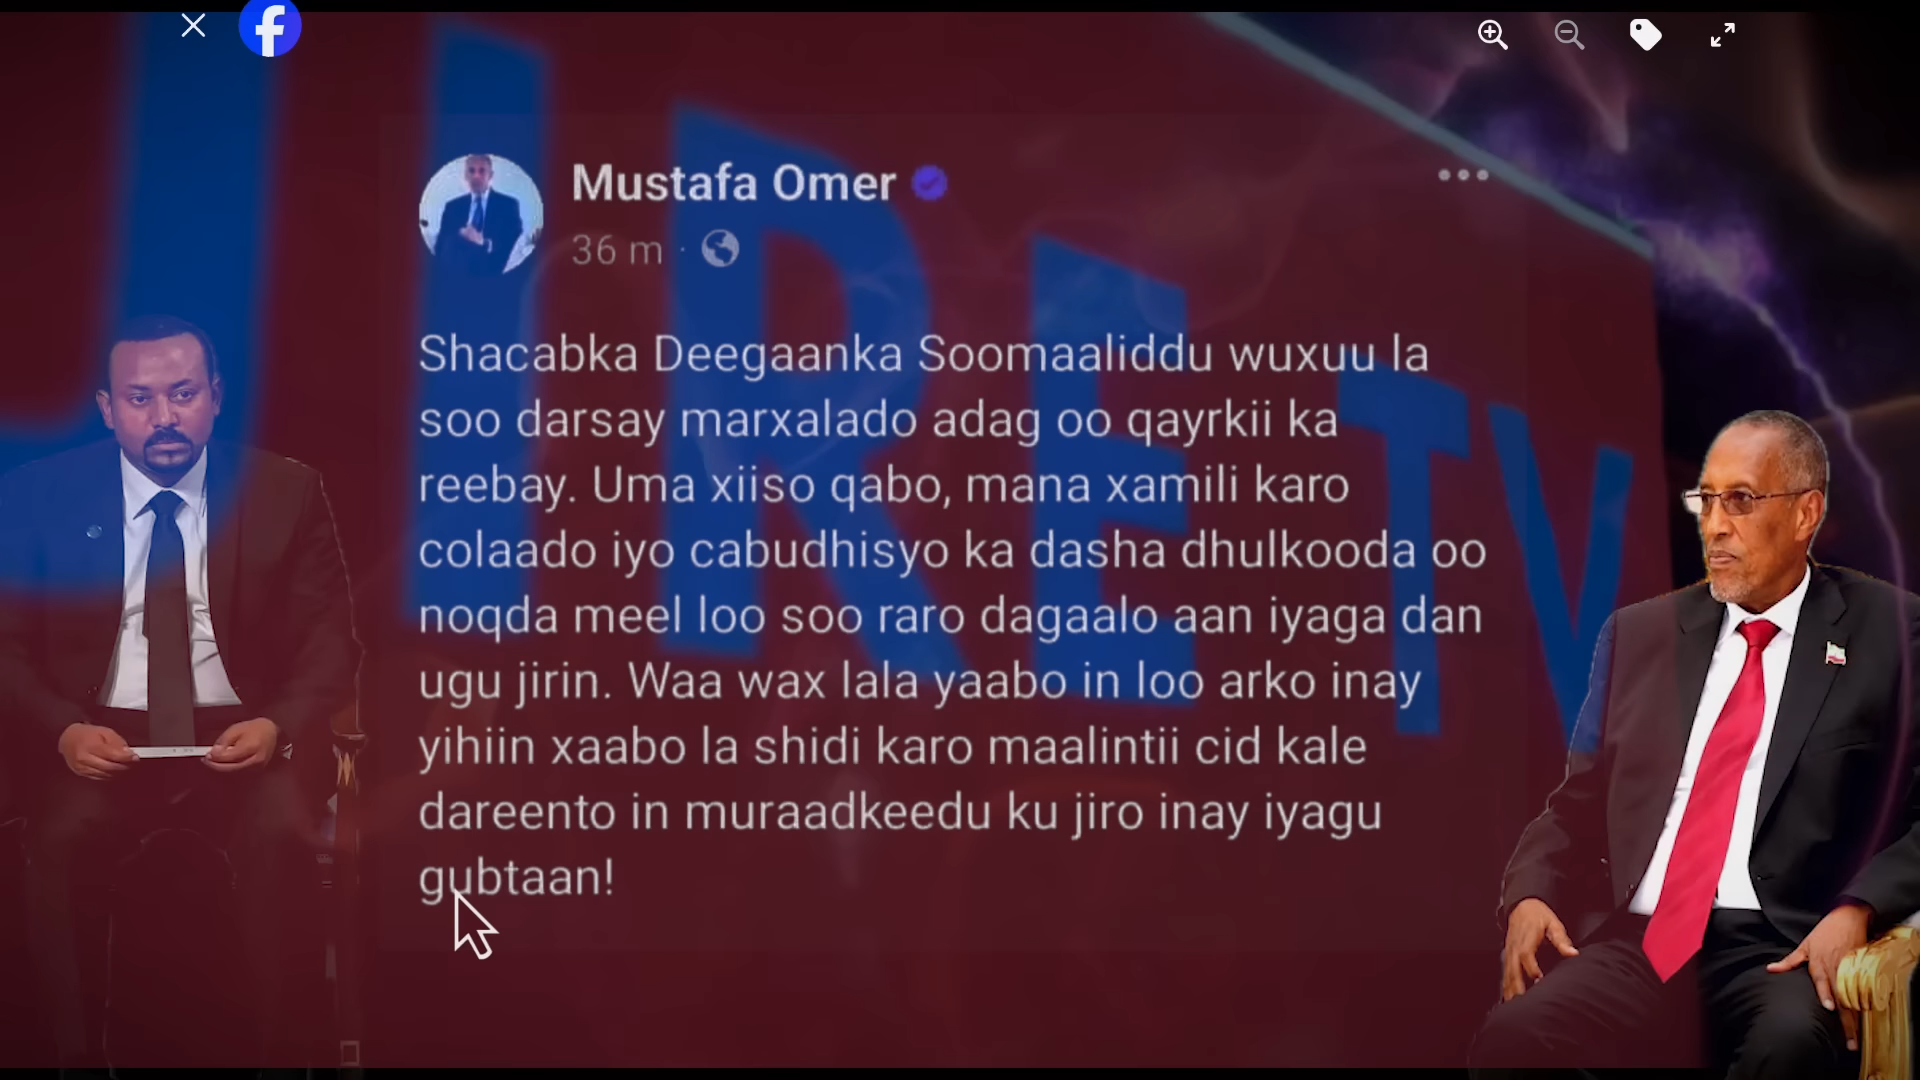 JIRE TV
Mustafa Omer
36 m ·
Shacabka Deegaanka Soomaaliddu wuxuu la
soo darsay marxalado adag oo qayrkii ka
reebay. Uma xiiso qabo, mana xamili karo
colaado iyo cabudhisyo ka dasha dhulkooda oo
noqda meel loo soo raro dagaalo aan iyaga dan
ugu jirin. Waa wax lala yaabo in loo arko inay
yihiin xaabo la shidi karo maalintii cid kale
dareento in muraadkeedu ku jiro inay iyagu
gubtaan!